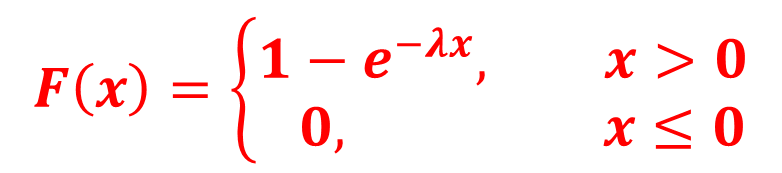 F(x) = { 1 − e^{−λx}, x > 0
0, x ≤ 0